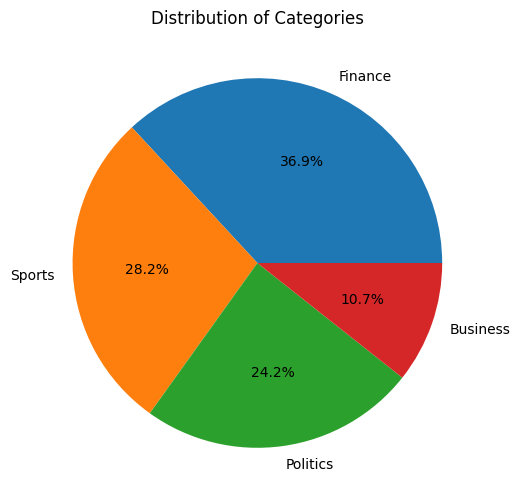 Distribution of Categories
Finance
36.9%
Sports
28.2%
10.7%
Business
24.2%
Politics